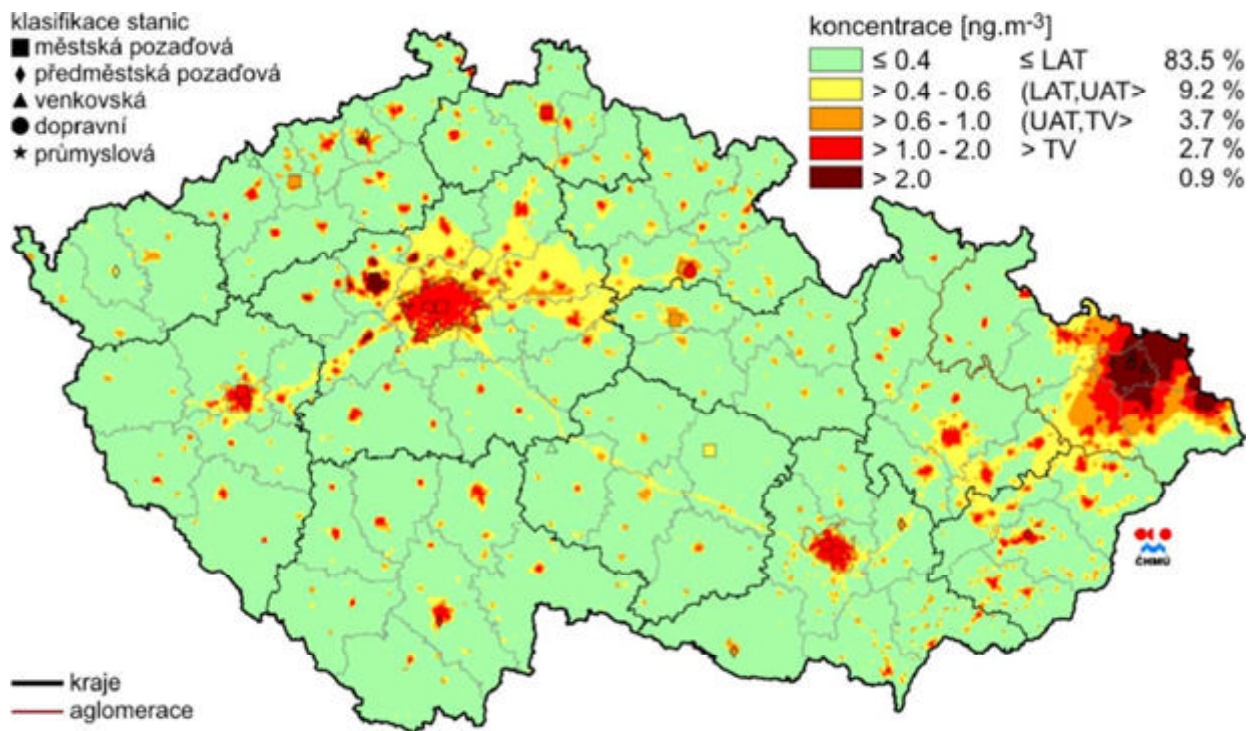 klasifikace stanic
městská pozaďová
předměstská pozaďová
venkovská
dopravní
průmyslová
koncentrace [ng.m-3]
≤ 0.4 ≤ LAT 83.5 %
> 0.4 - 0.6 (LAT,UAT> 9.2 %
> 0.6 - 1.0 (UAT,TV> 3.7 %
> 1.0 - 2.0 > TV 2.7 %
> 2.0 0.9 %
ČHMÚ
kraje
aglomerace